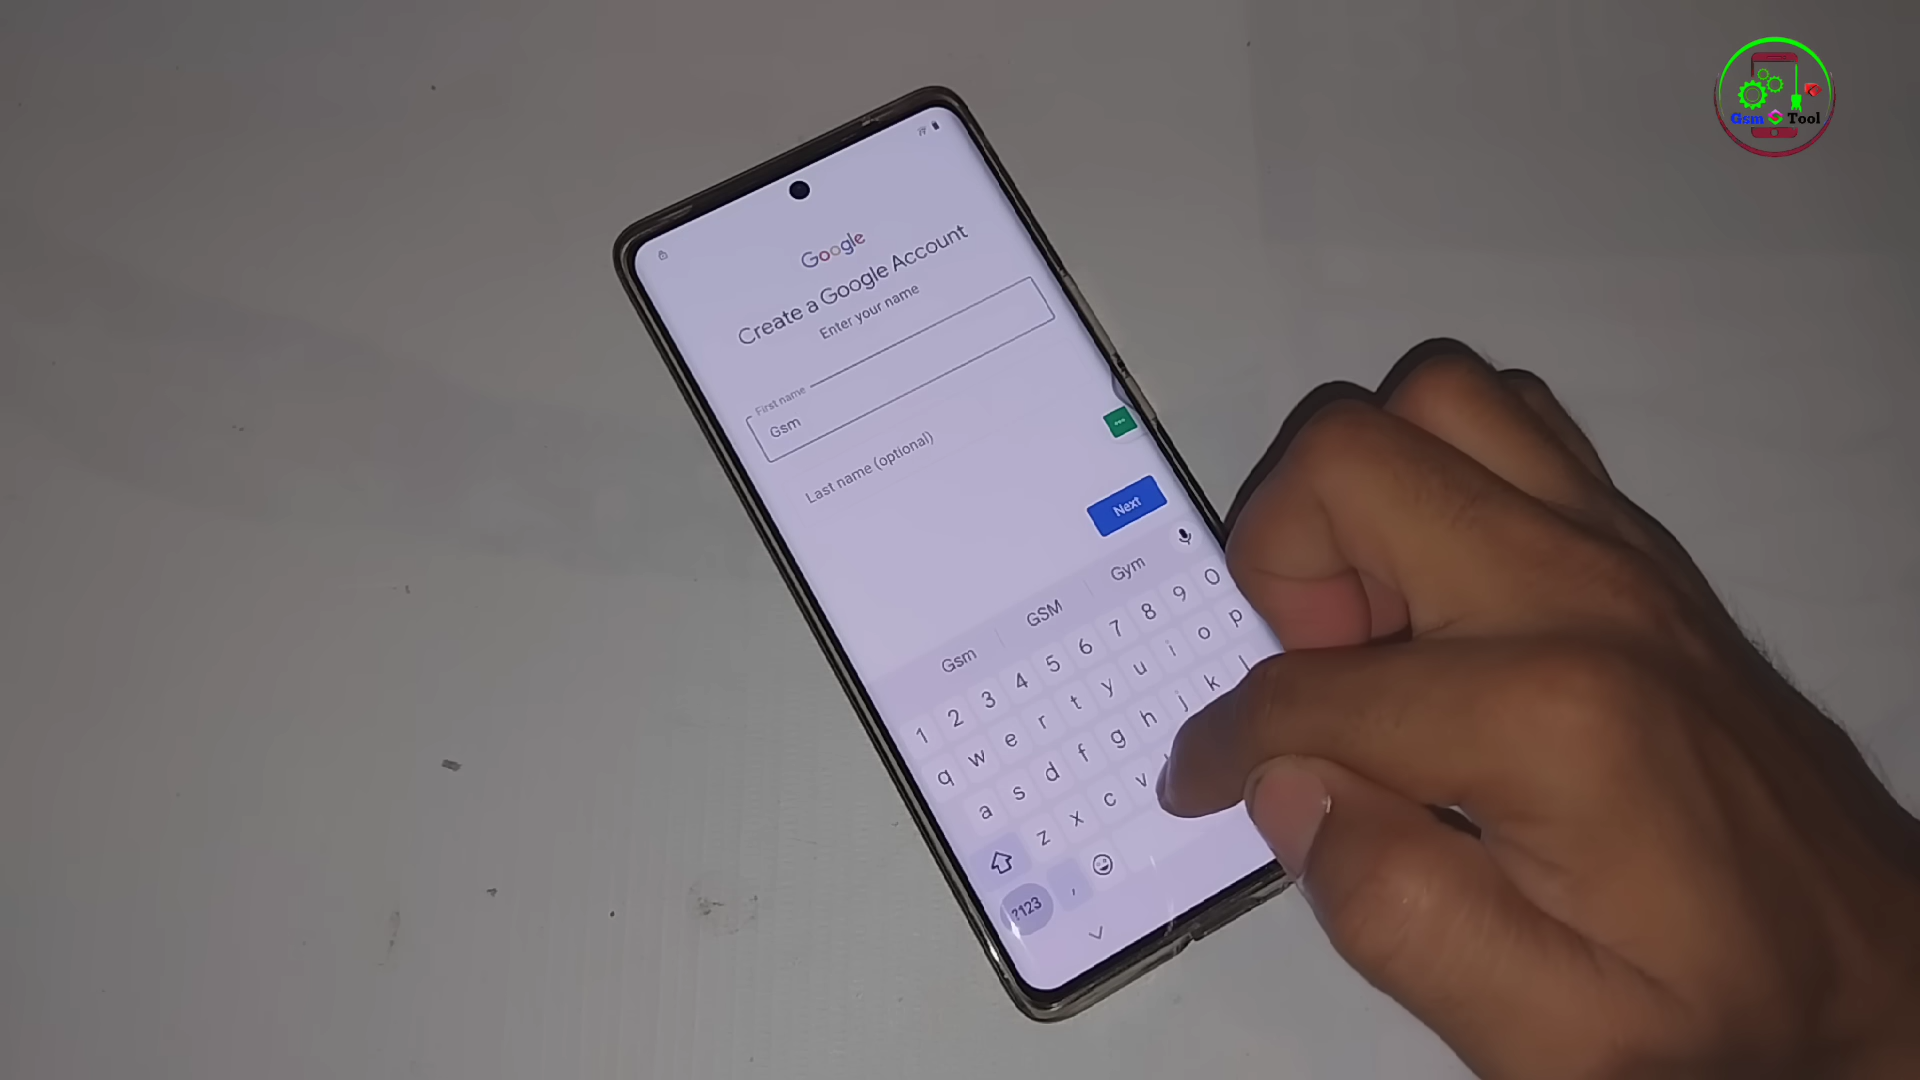 Gsm Tool
Google
Create a Google Account
Enter your name
First name
Gsm
Last name (optional)
Next
Gsm GSM Gym
1 2 3 4 5 6 7 8 9 0
q w e r t y u i o p
a s d f g h j k l
z x c v
?123 ,